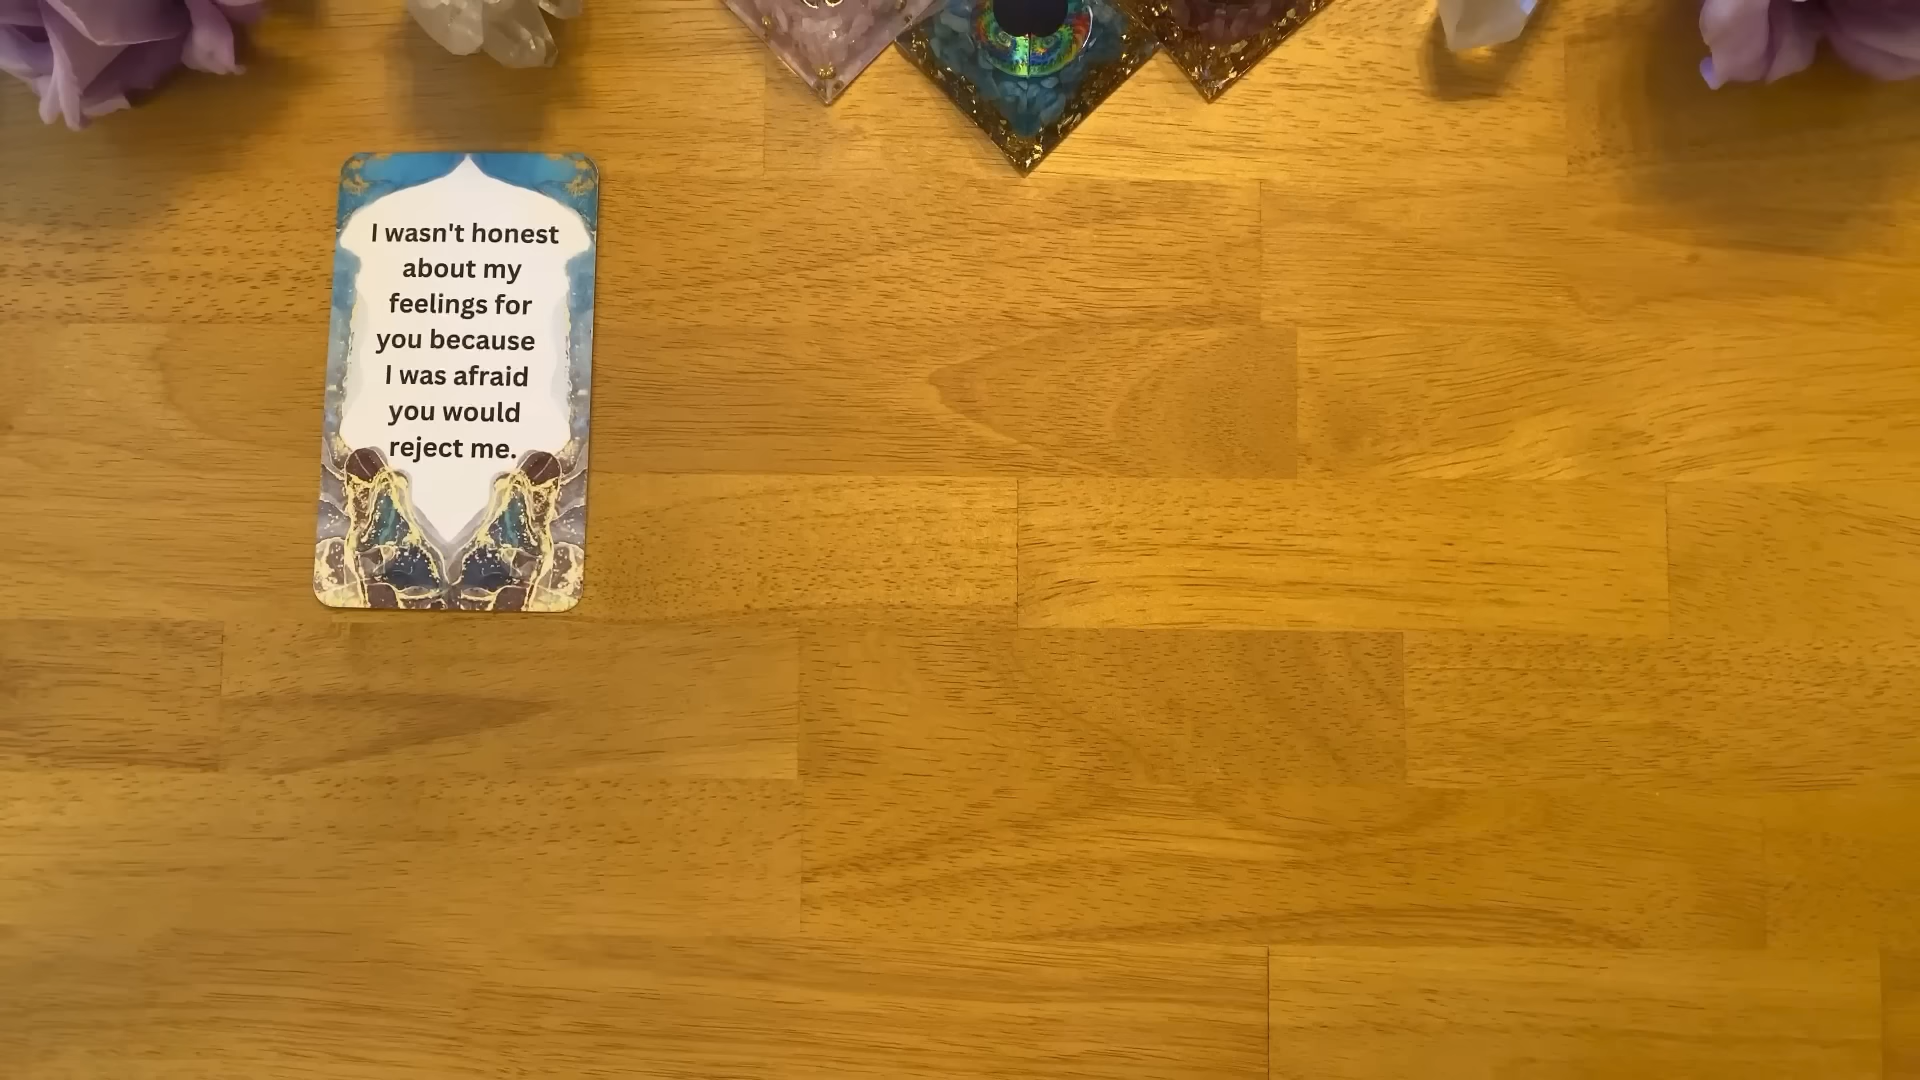 I wasn't honest
about my
feelings for
you because
I was afraid
you would
reject me.